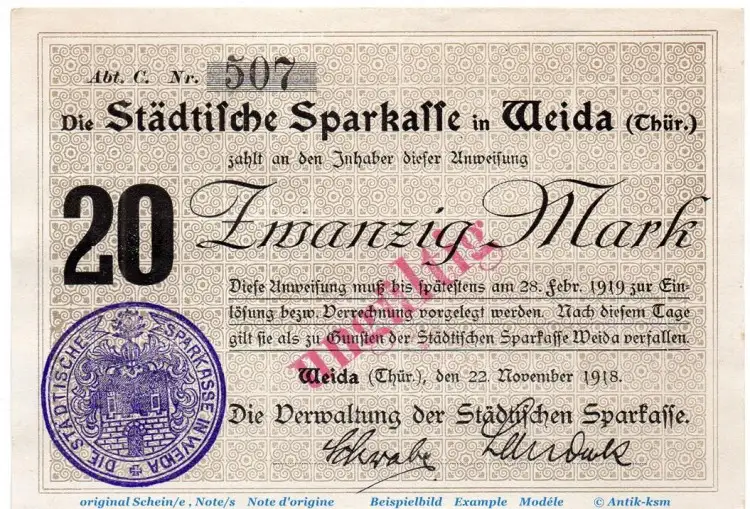 Abt. C. Nr. 507
Die Städtische Sparkasse in Weida (Thür.)
zahlt an den Inhaber dieser Anweisung
20 Zwanzig Mark
Diese Anweisung muß bis spätestens am 28. Febr. 1919 zur Ein-
lösung bezw. Verrechnung vorgelegt werden. Nach diesem Tage
gilt sie als zu Gunsten der Städtischen Sparkasse Weida verfallen.
ungültig
Weida (Thür.), den 22. November 1918.
Die Verwaltung der Städtischen Sparkasse.
DIE STÄDTISCHE SPARKASSE IN WEIDA
Schwabe
original Schein/e , Note/s Note d'origine Beispielbild Example Modéle © Antik-ksm